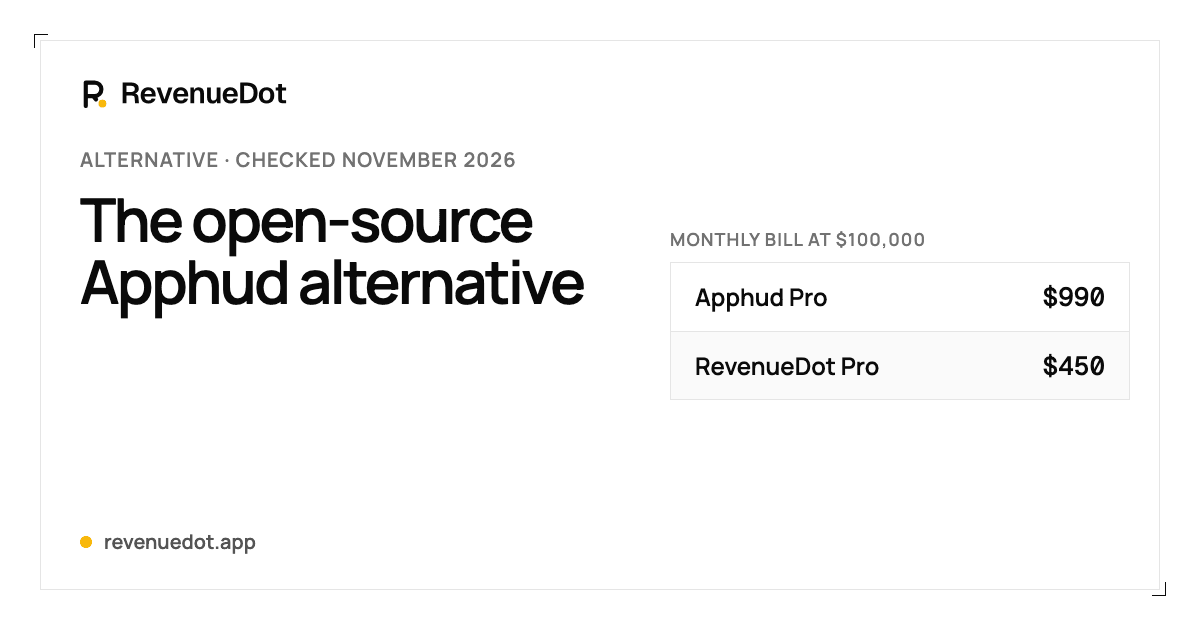 RevenueDot
ALTERNATIVE · CHECKED NOVEMBER 2026
The open-source
Apphud alternative
MONTHLY BILL AT $100,000
Apphud Pro $990
RevenueDot Pro $450
revenuedot.app